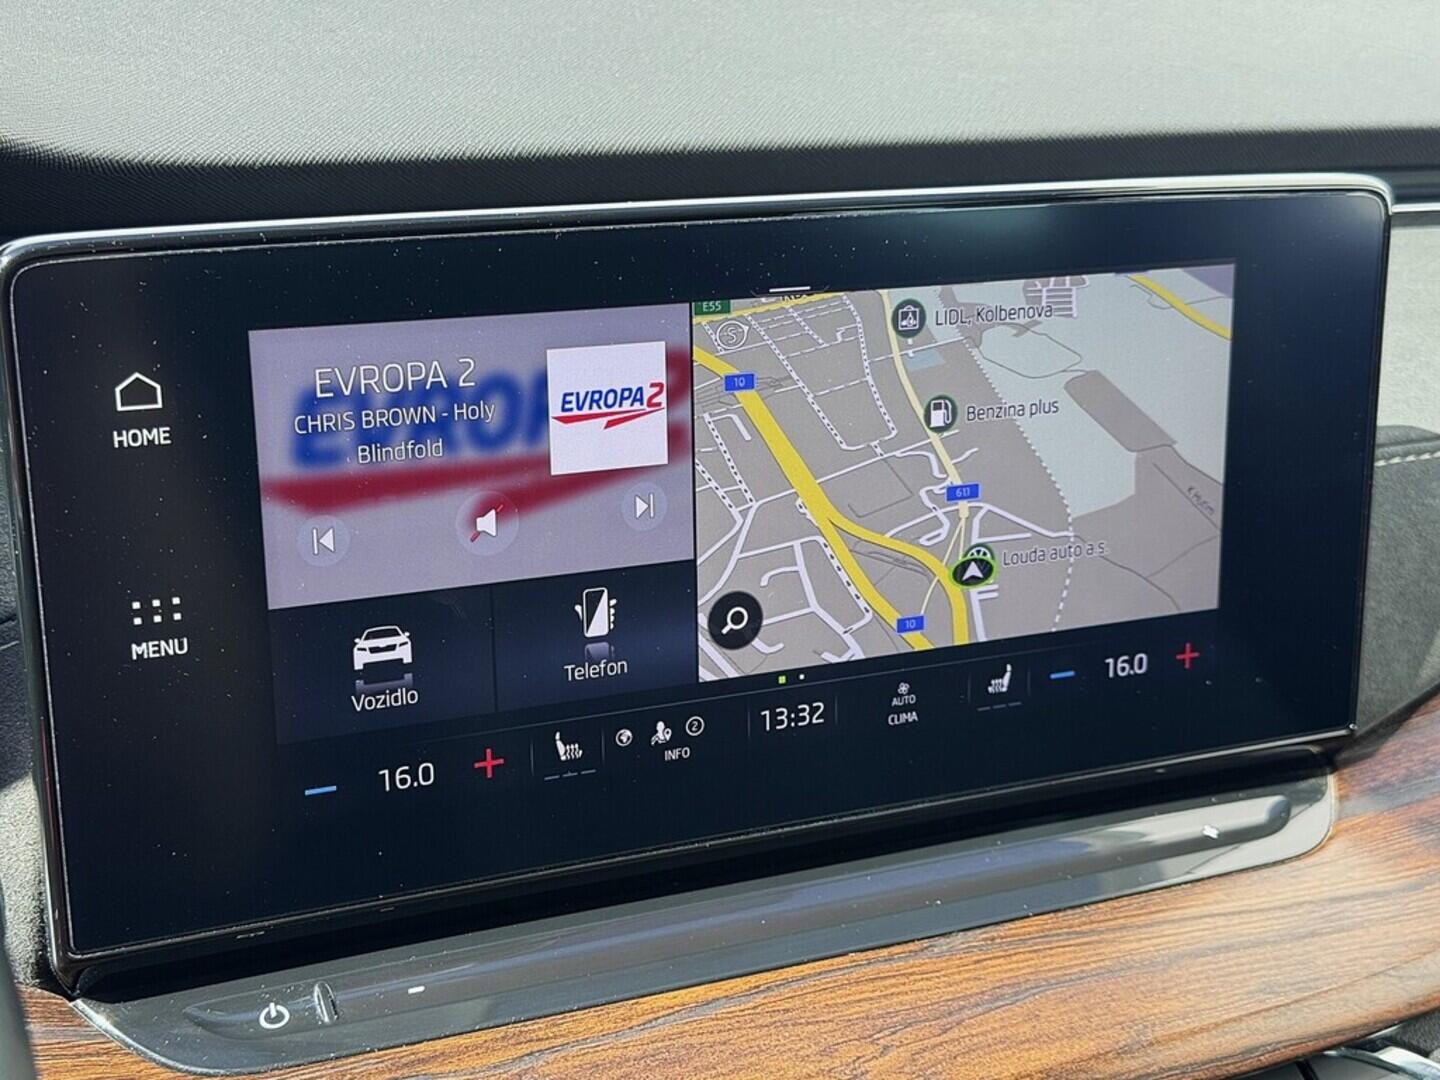 HOME
MENU
EVROPA 2
CHRIS BROWN - Holy
Blindfold
EVROPA2
Vozidlo
Telefon
E55
S
10
LIDL, Kolbenova
Benzina plus
611
Louda auto a.s.
10
16.0
2
INFO
13:32
AUTO
CLIMA
16.0